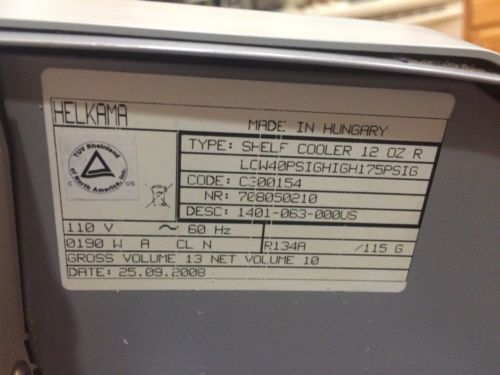 HELKAMA
MADE IN HUNGARY
TÜV Rheinland
of North America, Inc.
C US
TYPE: SHELF COOLER 12 OZ R
LCW40PSIGHIGH175PSIG
CODE: C300154
NR: 708050210
DESC: 1401-063-000US
110 V ~ 60 Hz
0190 W A CL N R134A /115 G
GROSS VOLUME 13 NET VOLUME 10
DATE: 25.09.2008